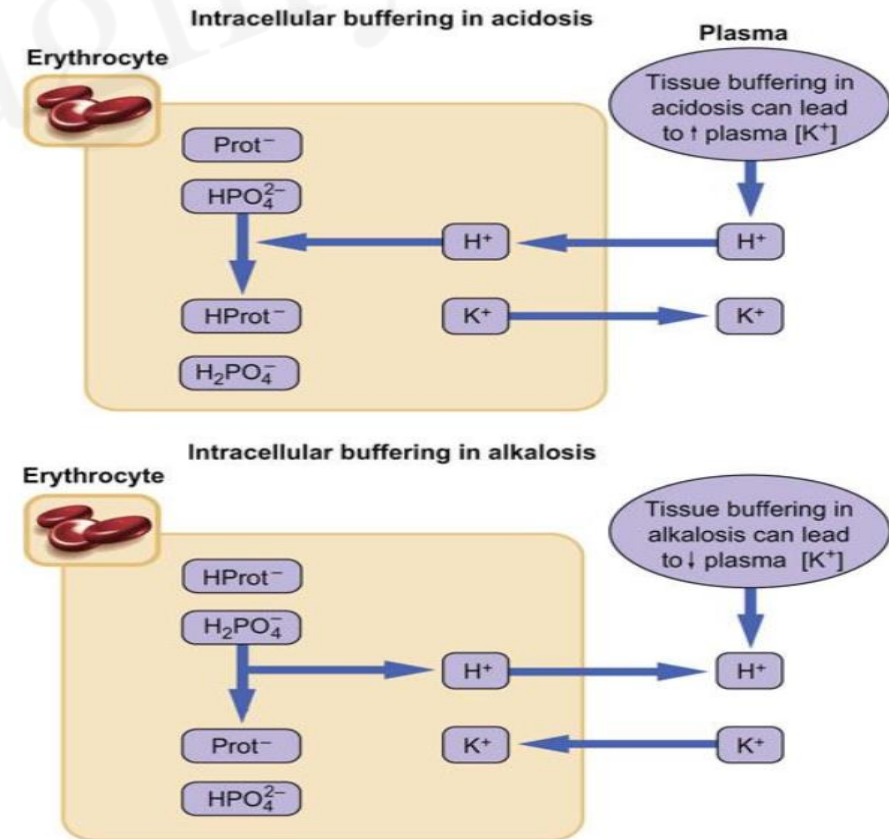 Intracellular buffering in acidosis
Erythrocyte
Plasma
Tissue buffering in
acidosis can lead
to ↑ plasma [K⁺]
Prot⁻
HPO₄²⁻
H⁺
H⁺
HProt⁻
K⁺
K⁺
H₂PO₄⁻
Intracellular buffering in alkalosis
Erythrocyte
Tissue buffering in
alkalosis can lead
to ↓ plasma [K⁺]
HProt⁻
H₂PO₄⁻
H⁺
H⁺
Prot⁻
K⁺
K⁺
HPO₄²⁻